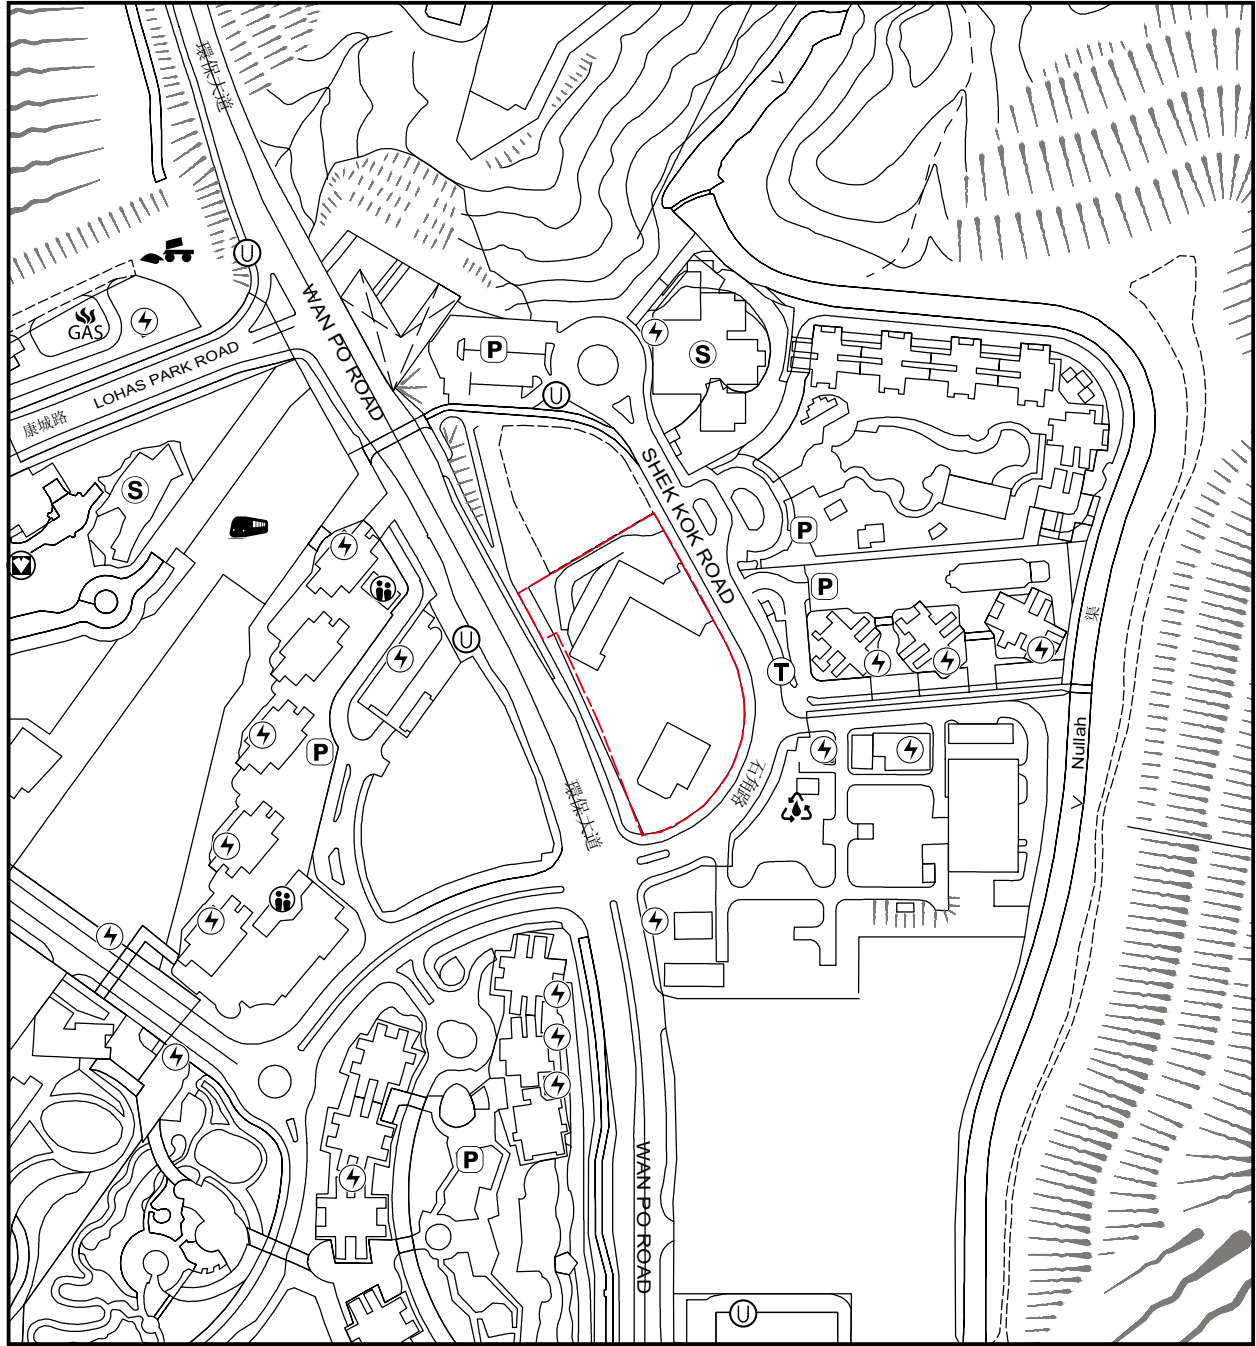 環保大道
U
WAN PO ROAD
GAS
LOHAS PARK ROAD
康城路
P
S
U
S
SHEK KOK ROAD
P
P
U
T
渠
P
石角路
Nullah
環保大道
P
WAN PO ROAD
U